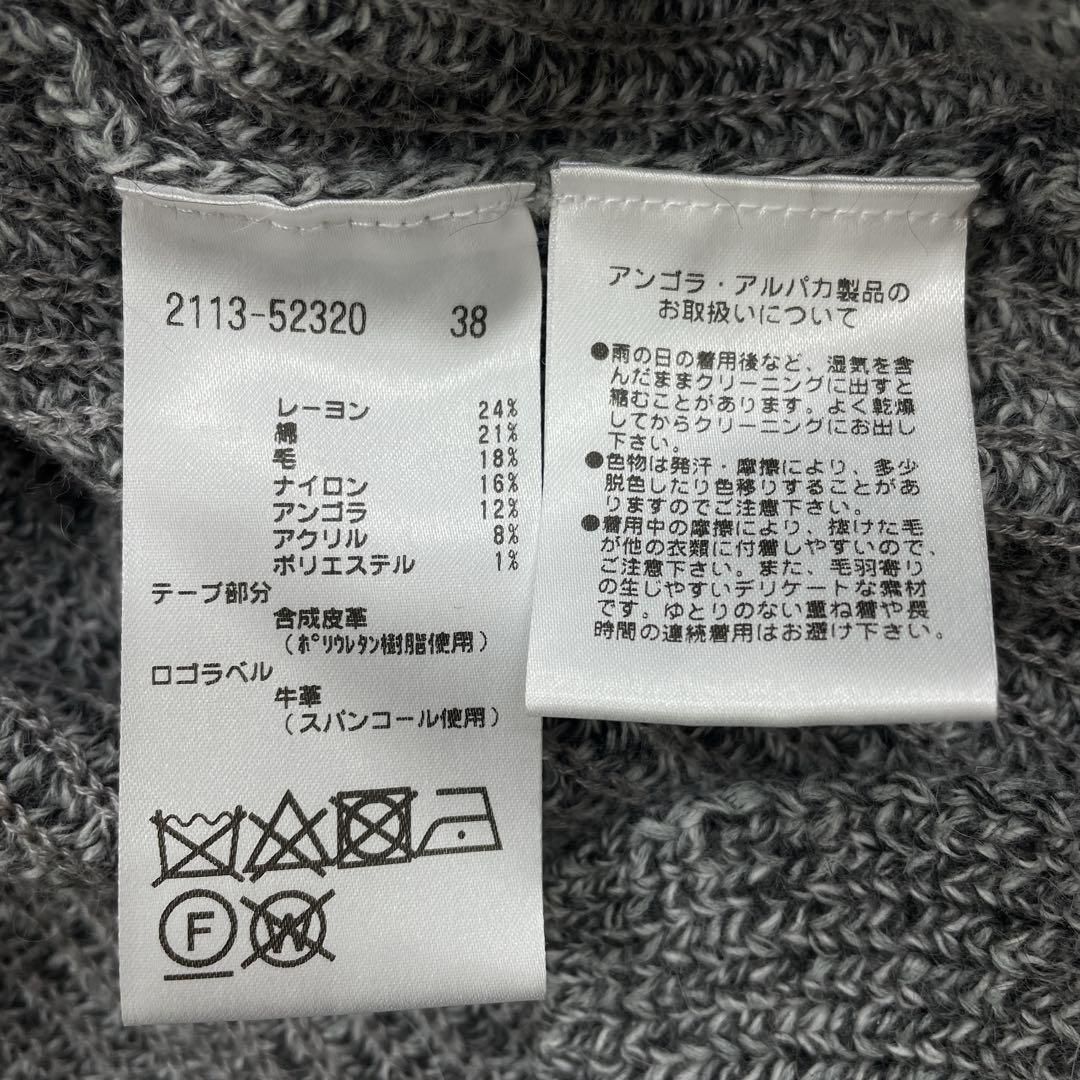 2113-52320 38
レーヨン 24%
綿 21%
毛 18%
ナイロン 16%
アンゴラ 12%
アクリル 8%
ポリエステル 1%
テープ部分
合成皮革
(ポリウレタン樹脂使用)
ロゴラベル
牛革
(スパンコール使用)
F
W
アンゴラ・アルパカ製品の
お取扱いについて
●雨の日の着用後など、湿気を含
んだままクリーニングに出すと
縮むことがあります。よく乾燥
してからクリーニングにお出し
下さい。
●色物は発汗・摩擦により、多少
脱色したり色移りすることがあ
りますのでご注意下さい。
●着用中の摩擦により、抜けた毛
が他の衣類に付着しやすいので、
ご注意下さい。また、毛羽寄り
の生じやすいデリケートな素材
です。ゆとりのない重ね着や長
時間の連続着用はお避け下さい。